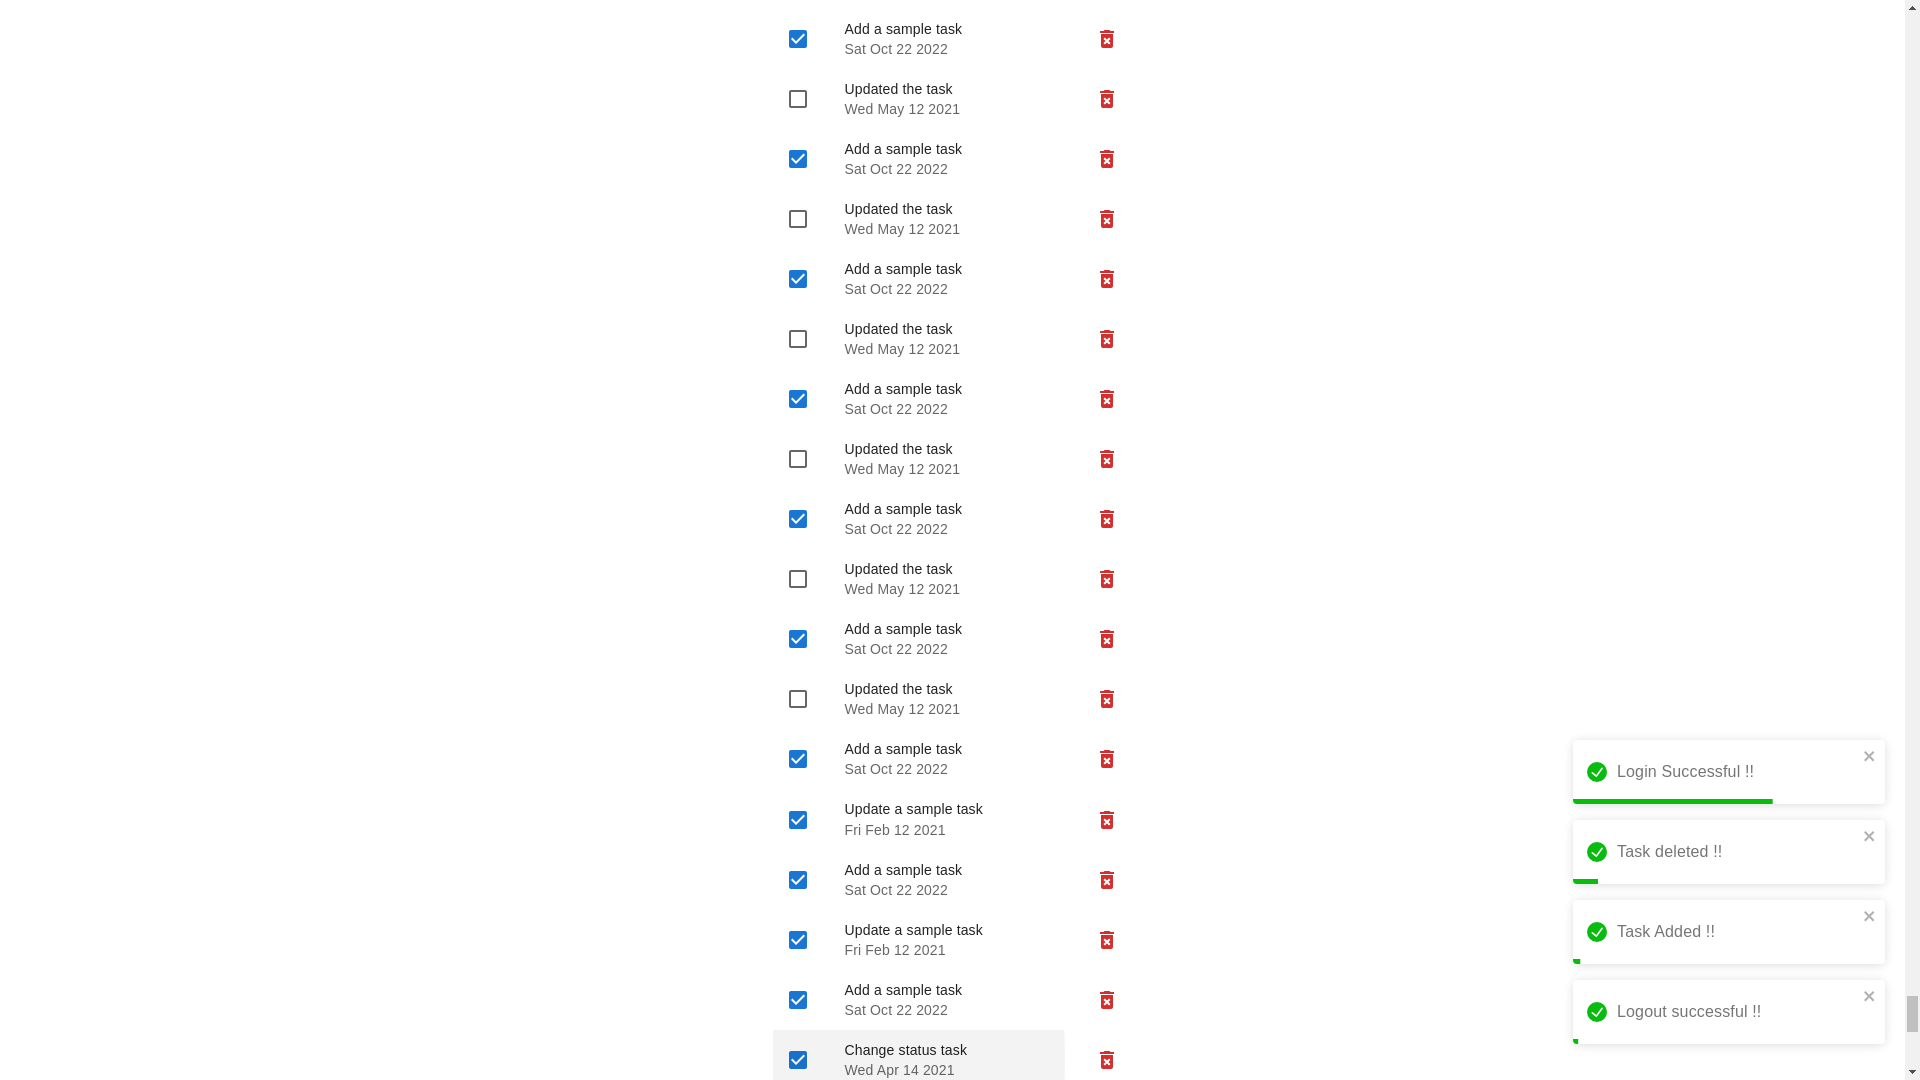 Add a sample task
Sat Oct 22 2022
Updated the task
Wed May 12 2021
Add a sample task
Sat Oct 22 2022
Updated the task
Wed May 12 2021
Add a sample task
Sat Oct 22 2022
Updated the task
Wed May 12 2021
Add a sample task
Sat Oct 22 2022
Updated the task
Wed May 12 2021
Add a sample task
Sat Oct 22 2022
Updated the task
Wed May 12 2021
Add a sample task
Sat Oct 22 2022
Updated the task
Wed May 12 2021
Add a sample task
Sat Oct 22 2022
Update a sample task
Fri Feb 12 2021
Add a sample task
Sat Oct 22 2022
Update a sample task
Fri Feb 12 2021
Add a sample task
Sat Oct 22 2022
Change status task
Wed Apr 14 2021
Login Successful !!
Task deleted !!
Task Added !!
Logout successful !!